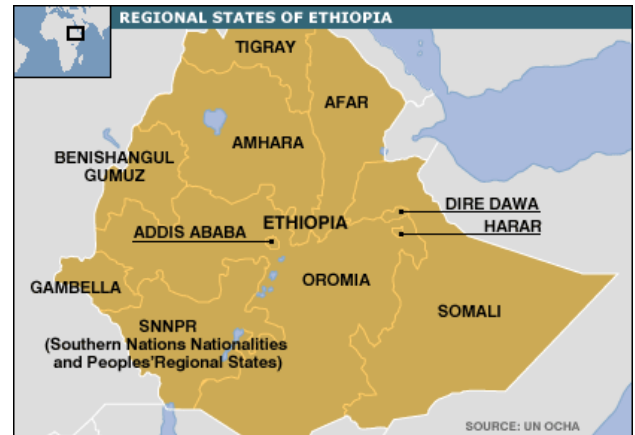 REGIONAL STATES OF ETHIOPIA
TIGRAY
AFAR
AMHARA
BENISHANGUL
GUMUZ
DIRE DAWA
ETHIOPIA
HARAR
ADDIS ABABA
OROMIA
GAMBELLA
SOMALI
SNNPR
(Southern Nations Nationalities
and Peoples'Regional States)
SOURCE: UN OCHA